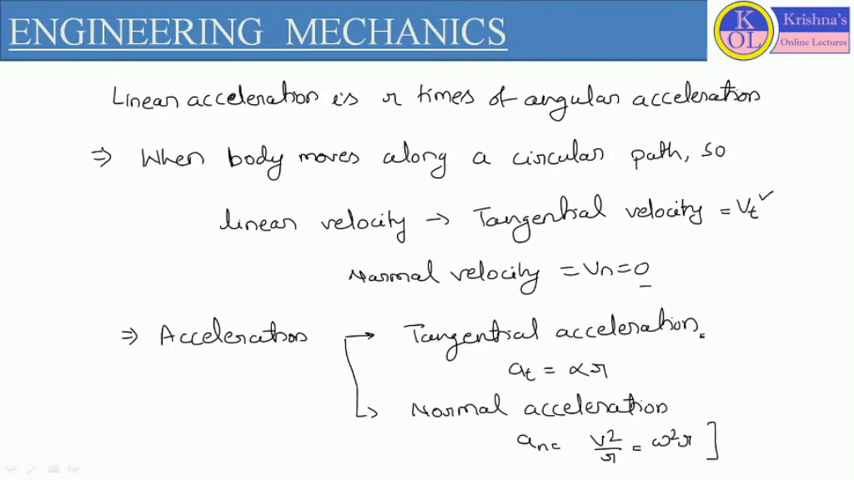 ENGINEERING MECHANICS
K
OL
Krishna's
Online Lectures
Linear acceleration is r times of angular acceleration
⇒ When body moves along a circular path, so
linear velocity → Tangential velocity = Vt ✓
Normal velocity = Vn = 0
⇒ Acceleration → Tangential acceleration.
at = αr
→ Normal acceleration
an = V²/r = ω²r ]